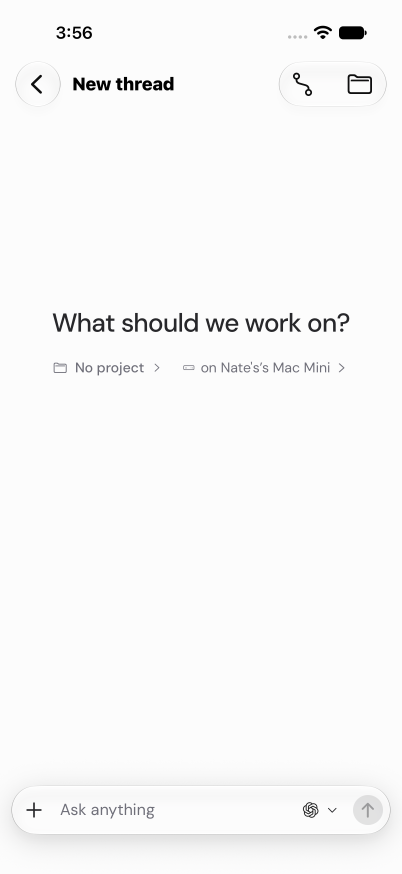 3:56
New thread
What should we work on?
No project
on Nate's’s Mac Mini
Ask anything